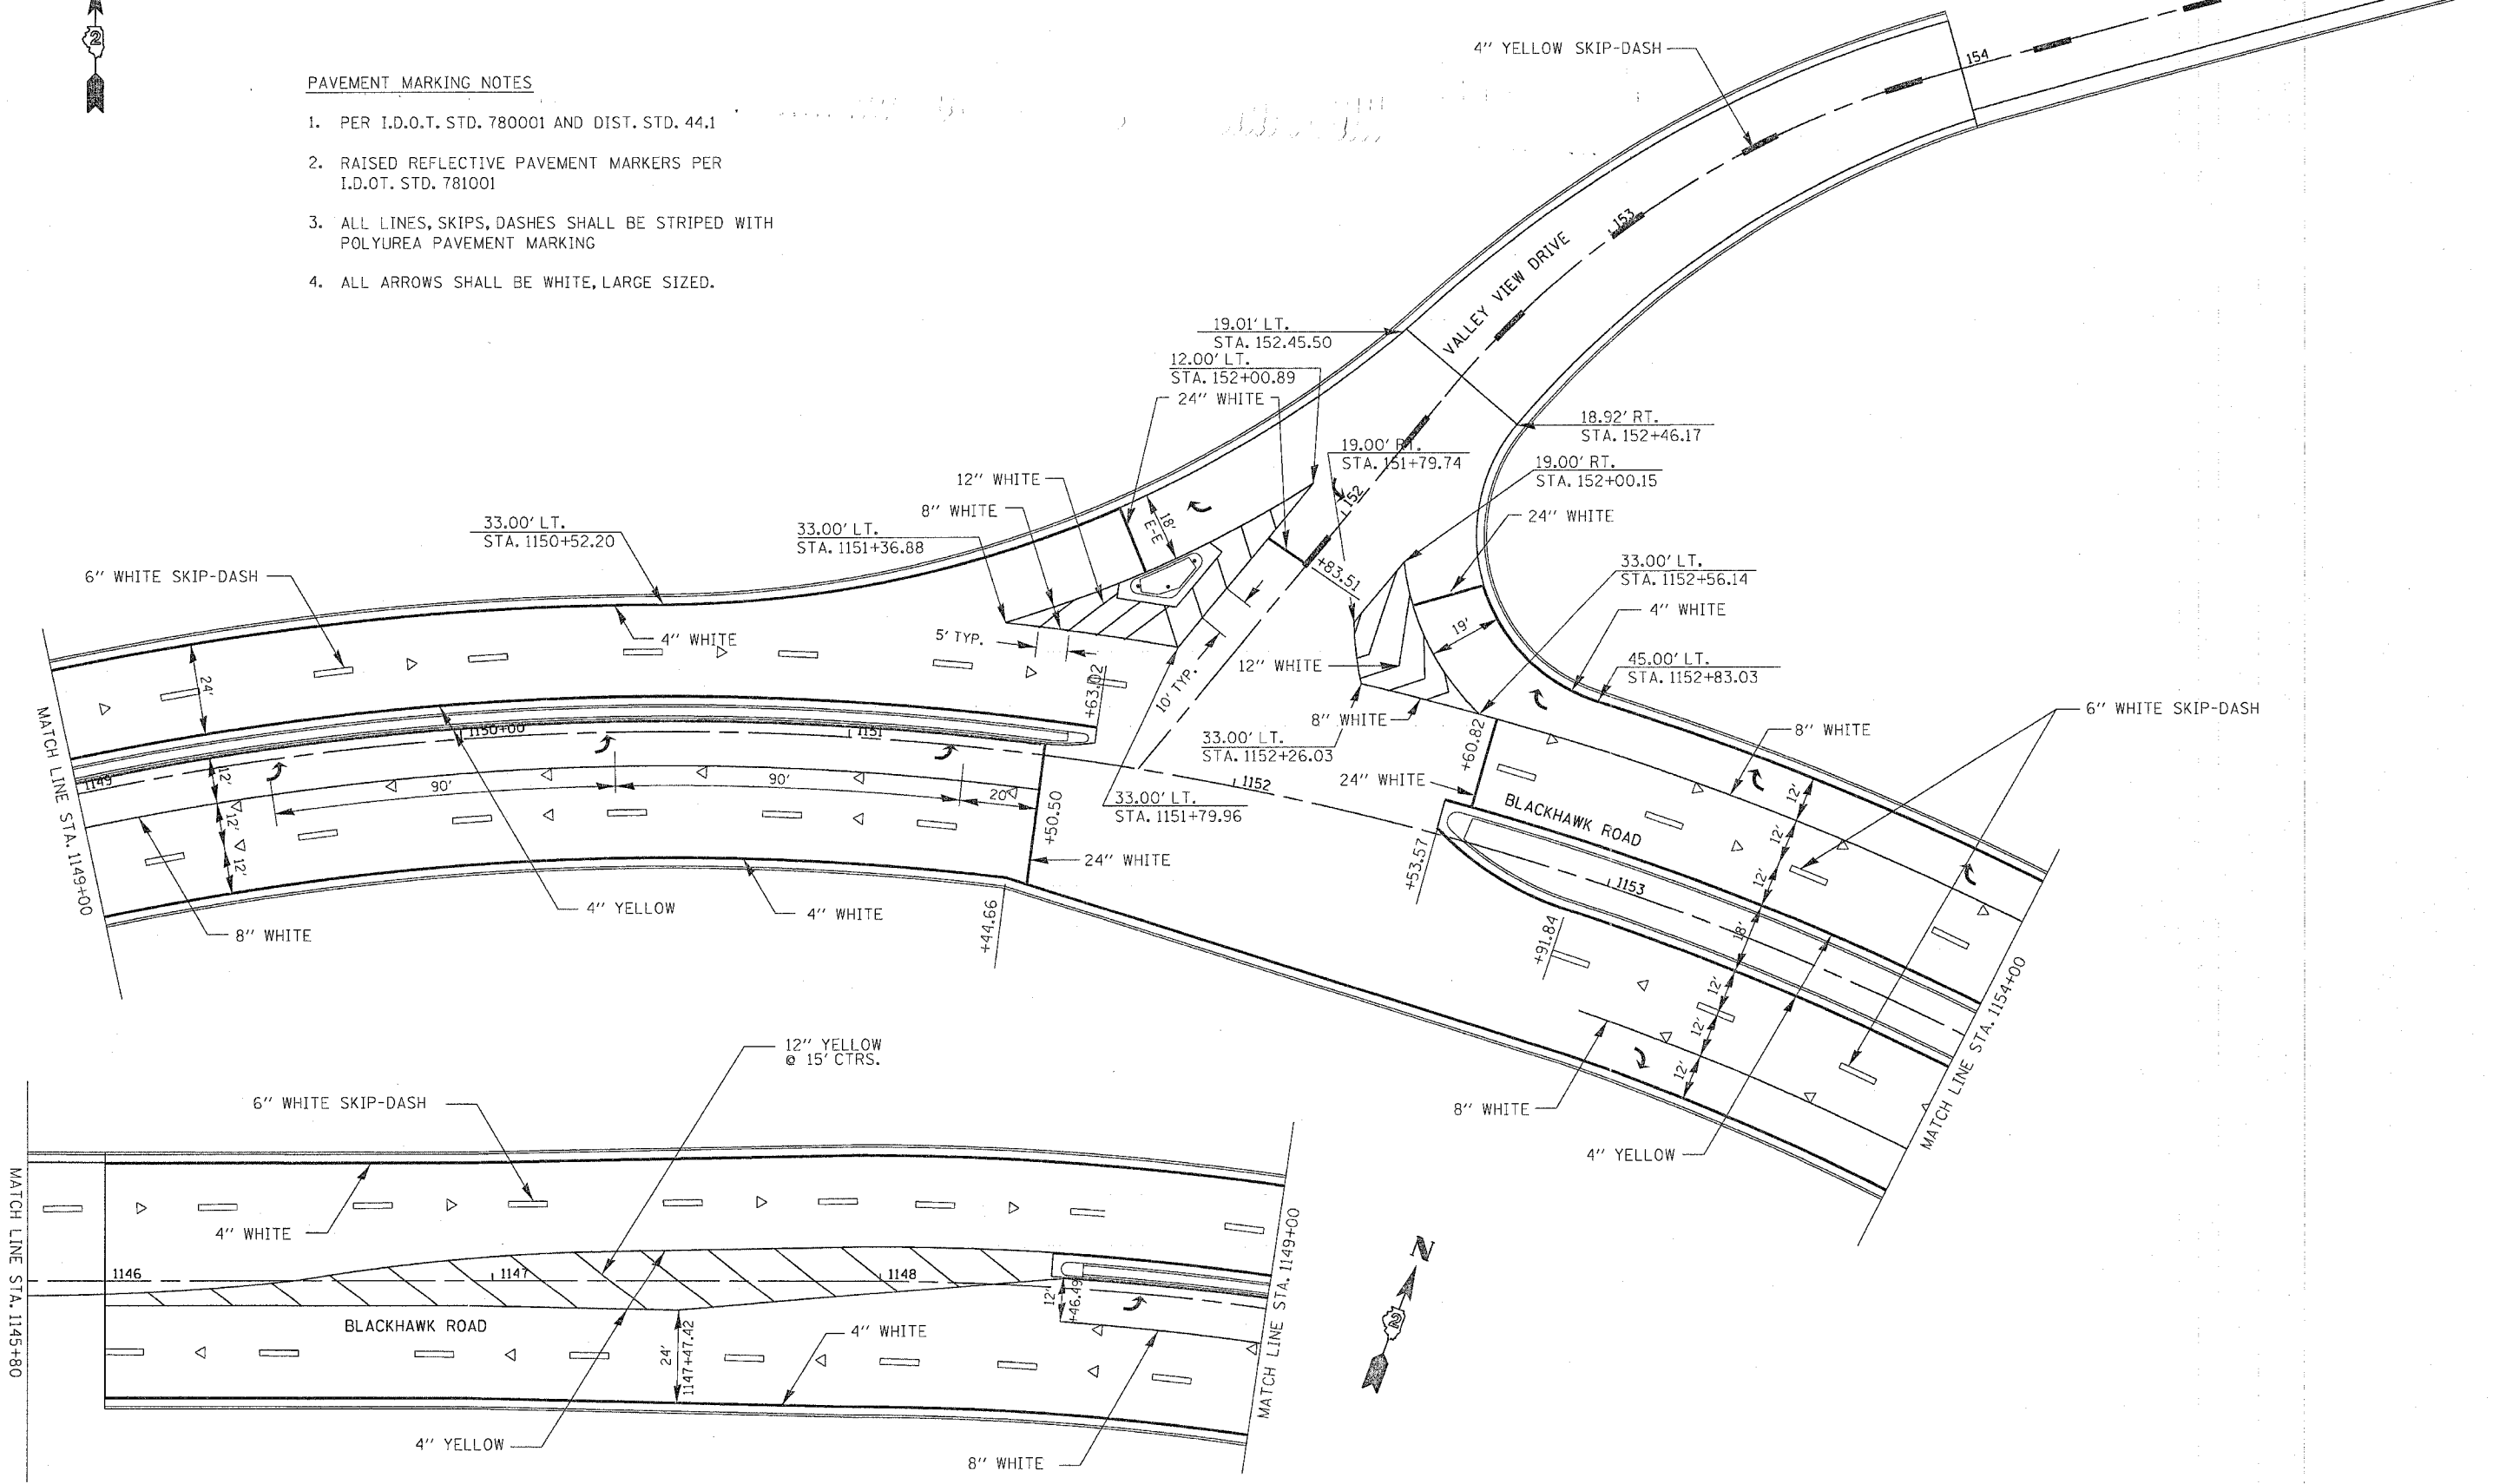 2
PAVEMENT MARKING NOTES
1. PER I.D.O.T. STD. 780001 AND DIST. STD. 44.1
2. RAISED REFLECTIVE PAVEMENT MARKERS PER
I.D.OT. STD. 781001
3. ALL LINES, SKIPS, DASHES SHALL BE STRIPED WITH
POLYUREA PAVEMENT MARKING
4. ALL ARROWS SHALL BE WHITE, LARGE SIZED.
4" YELLOW SKIP-DASH
154
153
VALLEY VIEW DRIVE
19.01' LT.
STA. 152.45.50
12.00' LT.
STA. 152+00.89
24" WHITE
18.92' RT.
STA. 152+46.17
19.00' RT.
STA. 151+79.74
19.00' RT.
STA. 152+00.15
152
12" WHITE
8" WHITE
18'
E-E
24" WHITE
33.00' LT.
STA. 1150+52.20
33.00' LT.
STA. 1151+36.88
+83.51
33.00' LT.
STA. 1152+56.14
6" WHITE SKIP-DASH
4" WHITE
4" WHITE
5' TYP.
10' TYP.
19'
12" WHITE
45.00' LT.
STA. 1152+83.03
24'
+63.02
8" WHITE
6" WHITE SKIP-DASH
MATCH LINE STA. 1149+00
1149
1150+00
1151
33.00' LT.
STA. 1152+26.03
+60.82
8" WHITE
12'
90'
90'
20'
1152
24" WHITE
12'
12'
12'
33.00' LT.
STA. 1151+79.96
+50.50
BLACKHAWK ROAD
12'
12'
24" WHITE
+53.57
1153
8" WHITE
4" YELLOW
4" WHITE
+44.66
+91.84
18'
12'
12'
12'
MATCH LINE STA. 1154+00
8" WHITE
4" YELLOW
12" YELLOW
@ 15' CTRS.
6" WHITE SKIP-DASH
4" WHITE
MATCH LINE STA. 1145+80
1146
1147
1148
12'
+46.49
BLACKHAWK ROAD
24'
1147+47.42
4" WHITE
MATCH LINE STA. 1149+00
4" YELLOW
8" WHITE
N
2